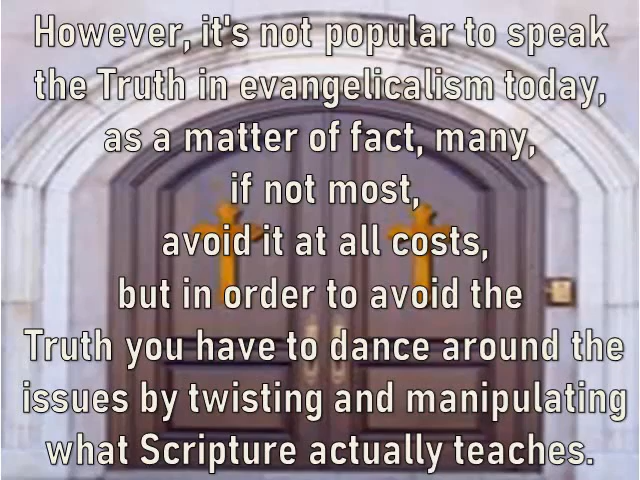 However, it's not popular to speak
the Truth in evangelicalism today,
as a matter of fact, many,
if not most,
avoid it at all costs,
but in order to avoid the
Truth you have to dance around the
issues by twisting and manipulating
what Scripture actually teaches.